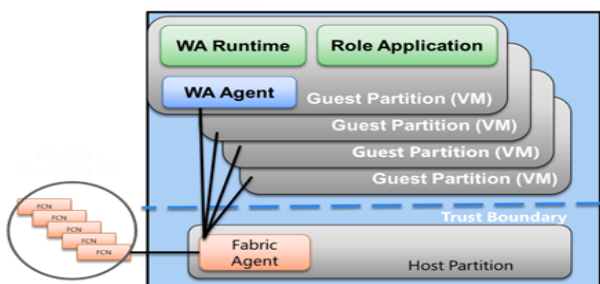 WA Runtime
Role Application
WA Agent
Guest Partition (VM)
Guest Partition (VM)
Guest Partition (VM)
Guest Partition (VM)
Trust Boundary
FCN
FCN
FCN
FCN
FCN
Fabric
Agent
Host Partition